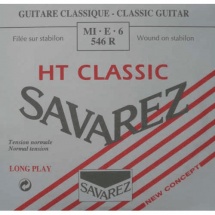 GUITARE CLASSIQUE - CLASSIC GUITAR
Filée sur stabilon
MI - E - 6
546 R
Wound on stabilon
HT CLASSIC
SAVAREZ
Tension normale
Normal tension
LONG PLAY
SAVAREZ
NEW CONCEPT